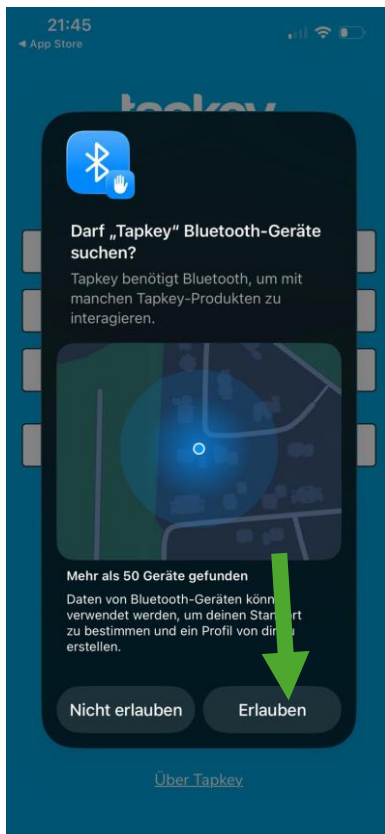 21:45
◀ App Store
tapkey
Darf „Tapkey“ Bluetooth-Geräte
suchen?
Tapkey benötigt Bluetooth, um mit
manchen Tapkey-Produkten zu
interagieren.
Mehr als 50 Geräte gefunden
Daten von Bluetooth-Geräten
verwendet werden, um deinen
zu bestimmen und ein Profil von
erstellen.
Nicht erlauben
Erlauben
Über Tapkey